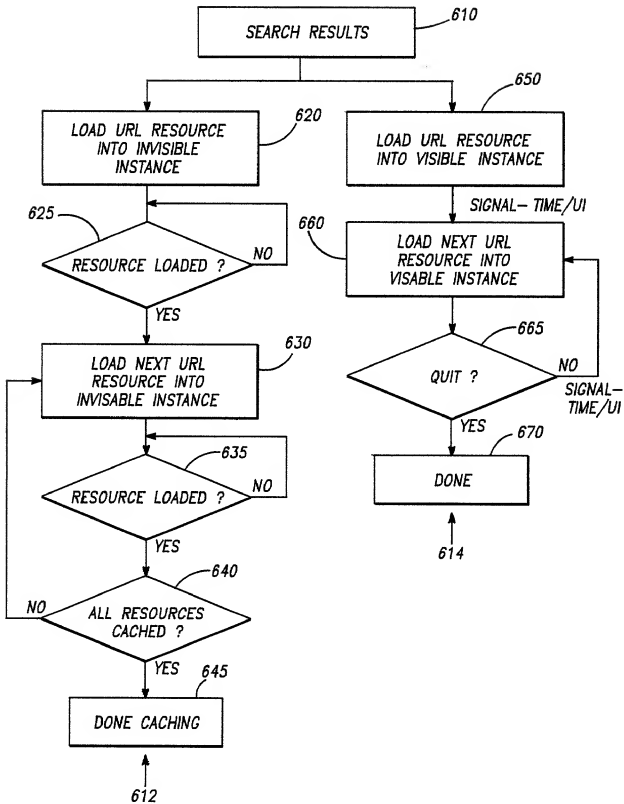 610
SEARCH RESULTS
620
LOAD URL RESOURCE
INTO INVISIBLE
INSTANCE
650
LOAD URL RESOURCE
INTO VISIBLE INSTANCE
SIGNAL- TIME/UI
625
RESOURCE LOADED ?
NO
YES
660
LOAD NEXT URL
RESOURCE INTO
VISABLE INSTANCE
630
LOAD NEXT URL
RESOURCE INTO
INVISABLE INSTANCE
665
QUIT ?
NO
SIGNAL-
TIME/UI
YES
635
RESOURCE LOADED ?
NO
YES
670
DONE
614
640
ALL RESOURCES
CACHED ?
NO
YES
645
DONE CACHING
612